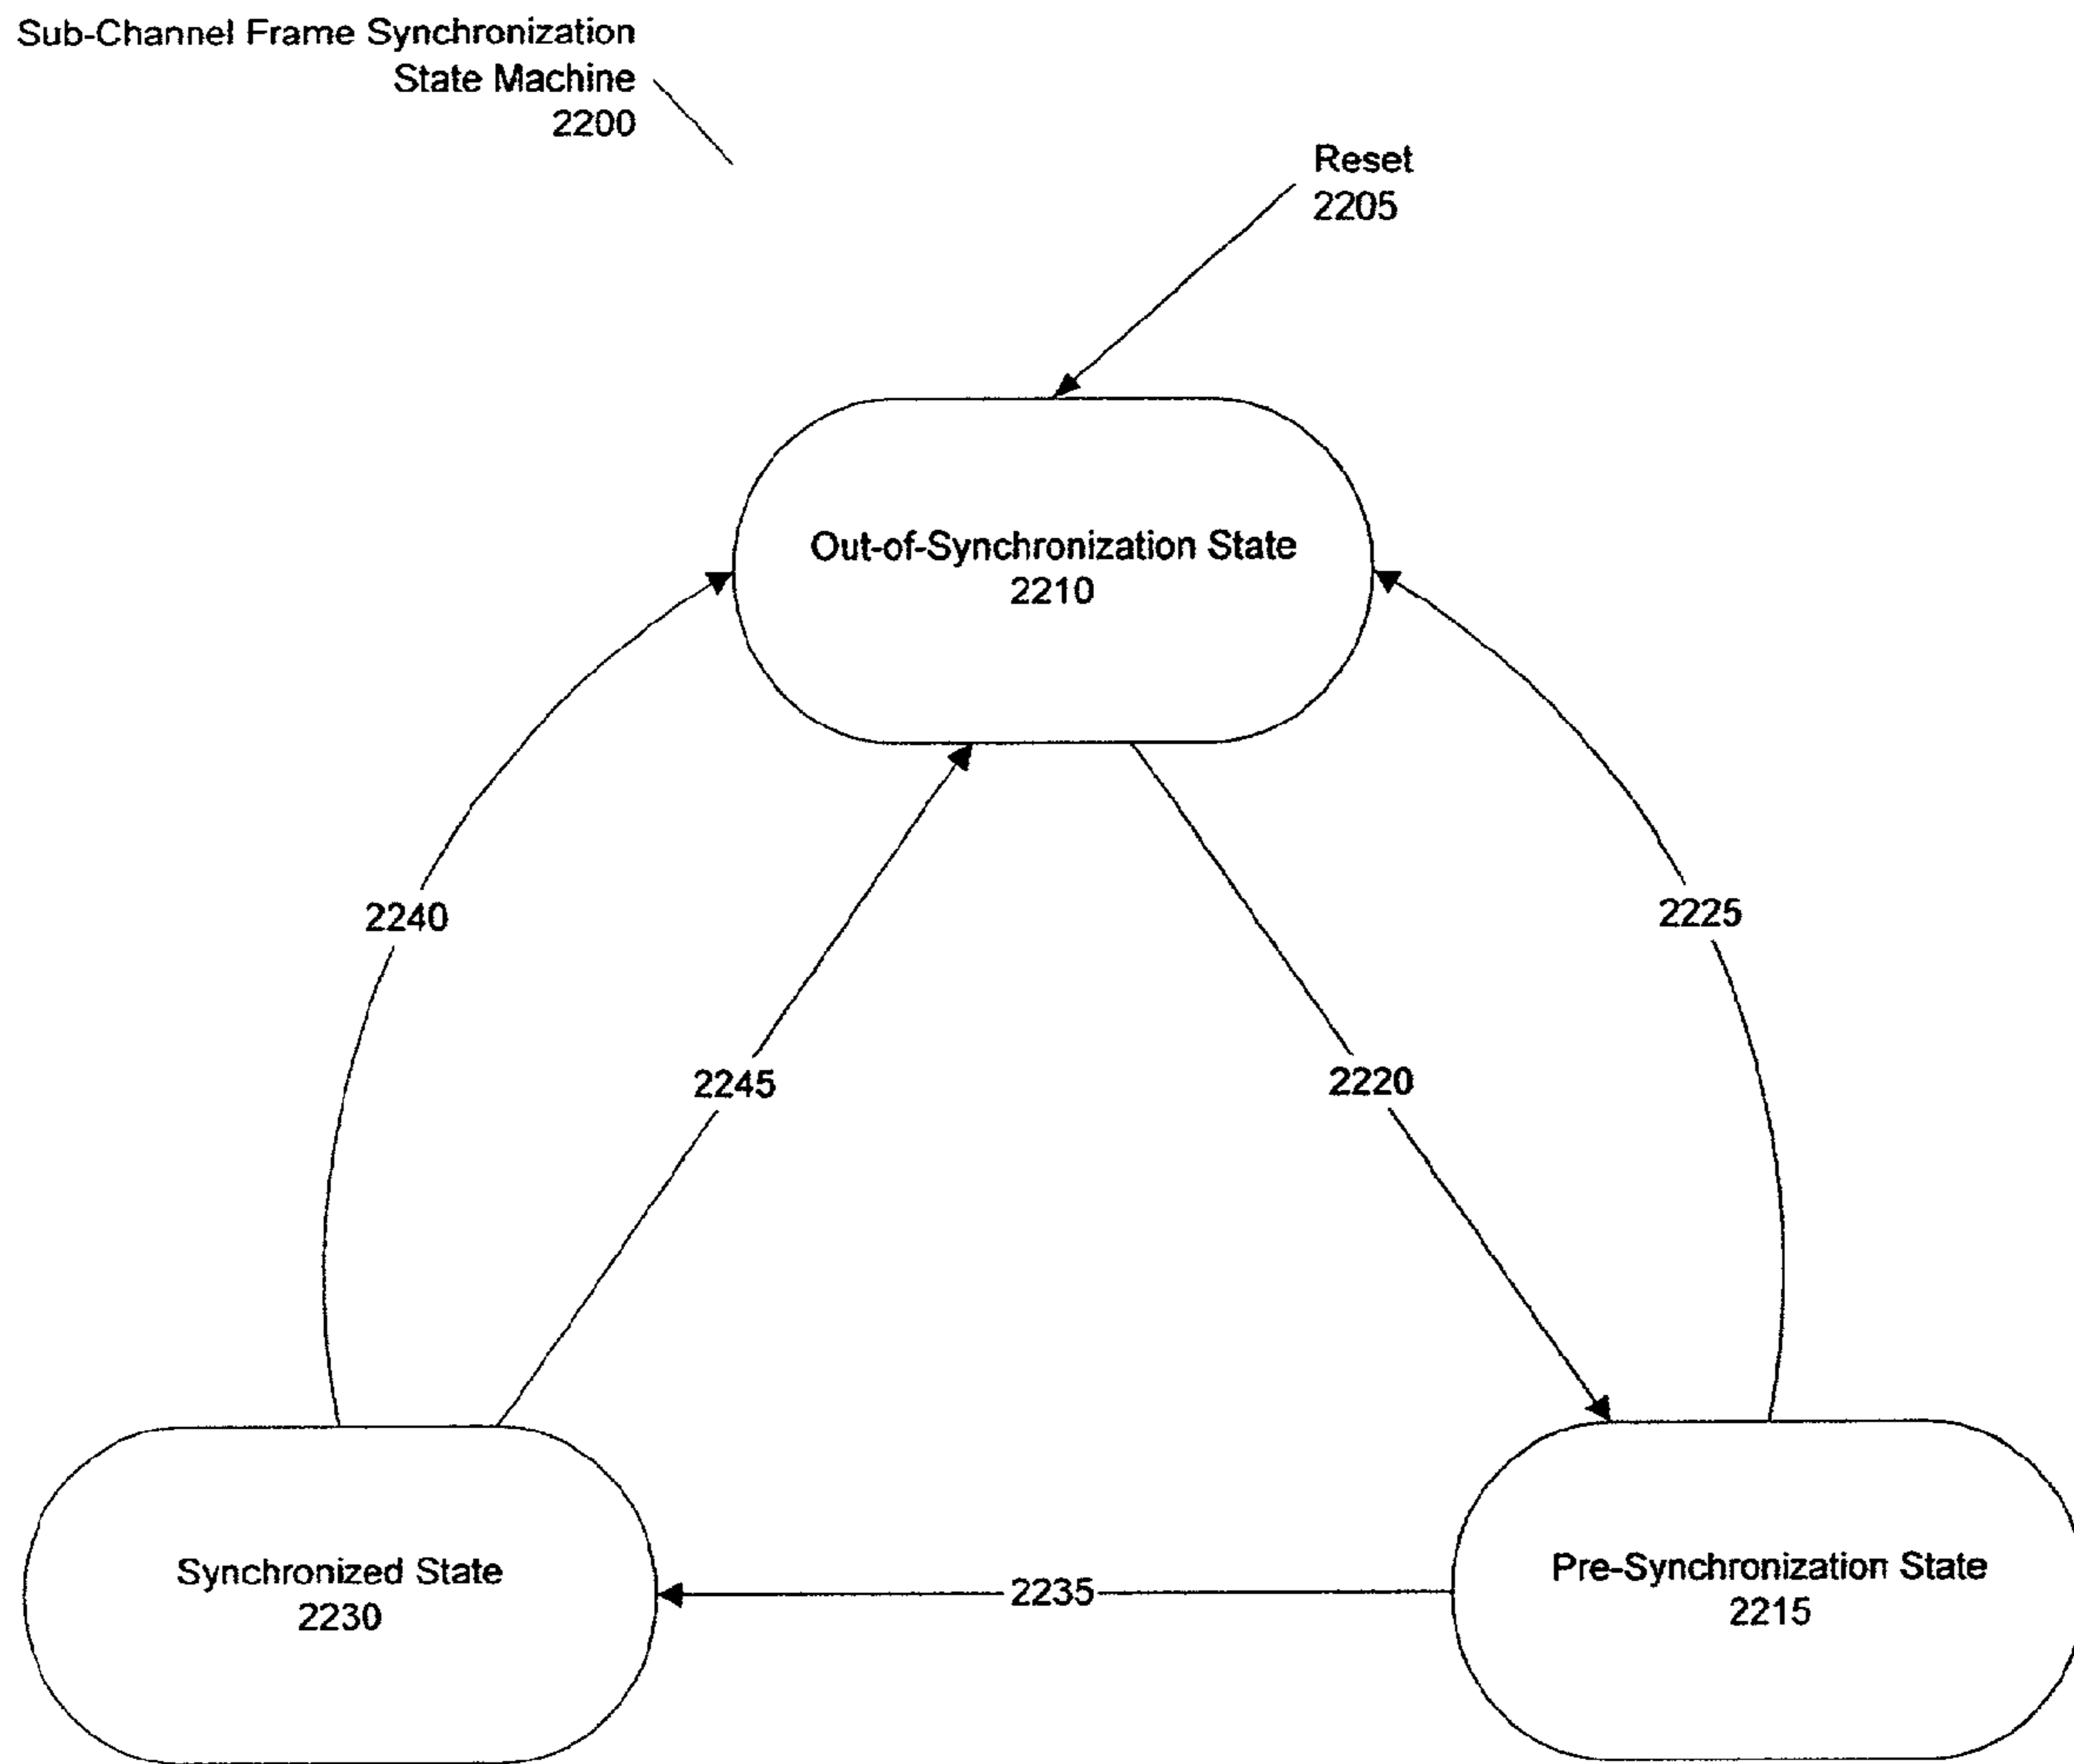 Sub-Channel Frame Synchronization
State Machine
2200
Reset
2205
Out-of-Synchronization State
2210
2240
2225
2245
2220
Synchronized State
2230
2235
Pre-Synchronization State
2215